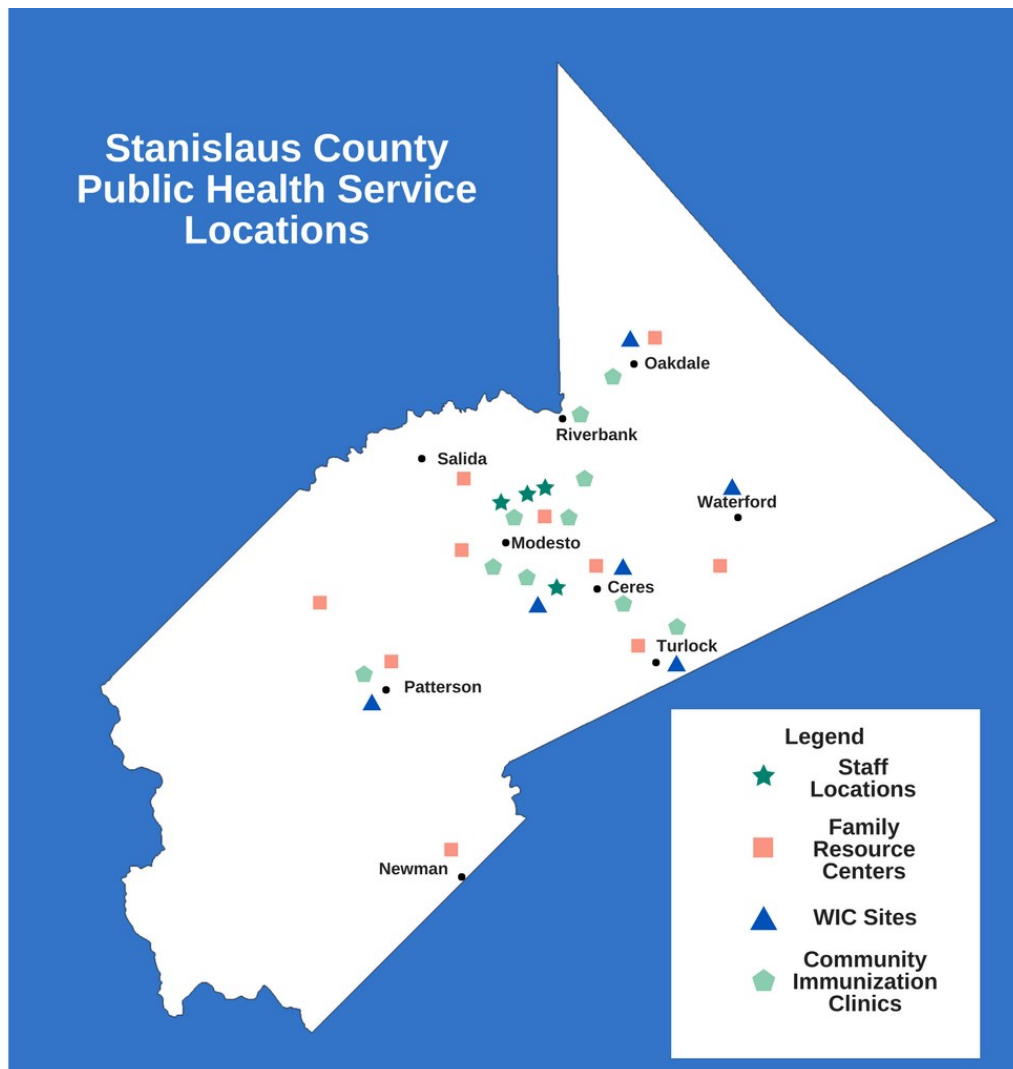 Stanislaus County
Public Health Service
Locations
Oakdale
Riverbank
Salida
Waterford
Modesto
Ceres
Turlock
Patterson
Newman
Legend
Staff
Locations
Family
Resource
Centers
WIC Sites
Community
Immunization
Clinics